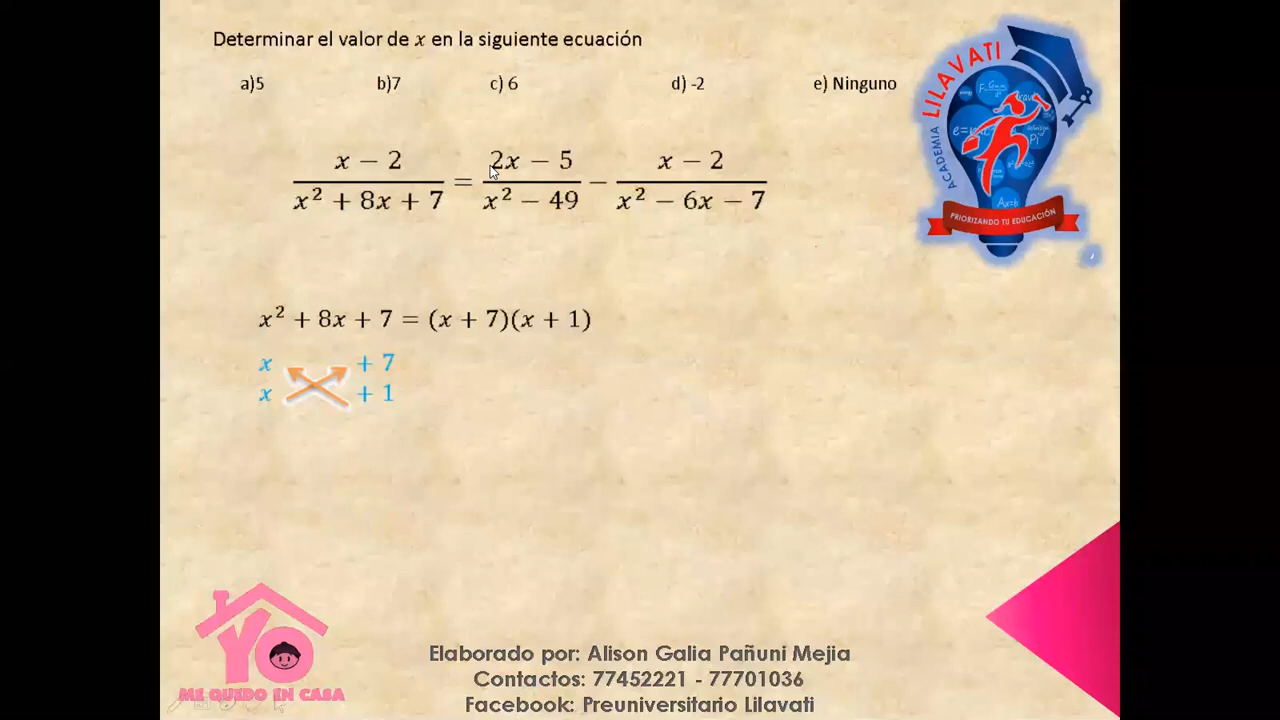 Determinar el valor de x en la siguiente ecuación
a)5 b)7 c) 6 d) -2 e) Ninguno
x − 2 / x² + 8x + 7 = 2x − 5 / x² − 49 − x − 2 / x² − 6x − 7
x² + 8x + 7 = (x + 7)(x + 1)
x + 7
x + 1
ACADEMIA
LILAVATI
PRIORIZANDO TU EDUCACIÓN
YO
ME QUEDO EN CASA
Elaborado por: Alison Galia Pañuni Mejia
Contactos: 77452221 - 77701036
Facebook: Preuniversitario Lilavati